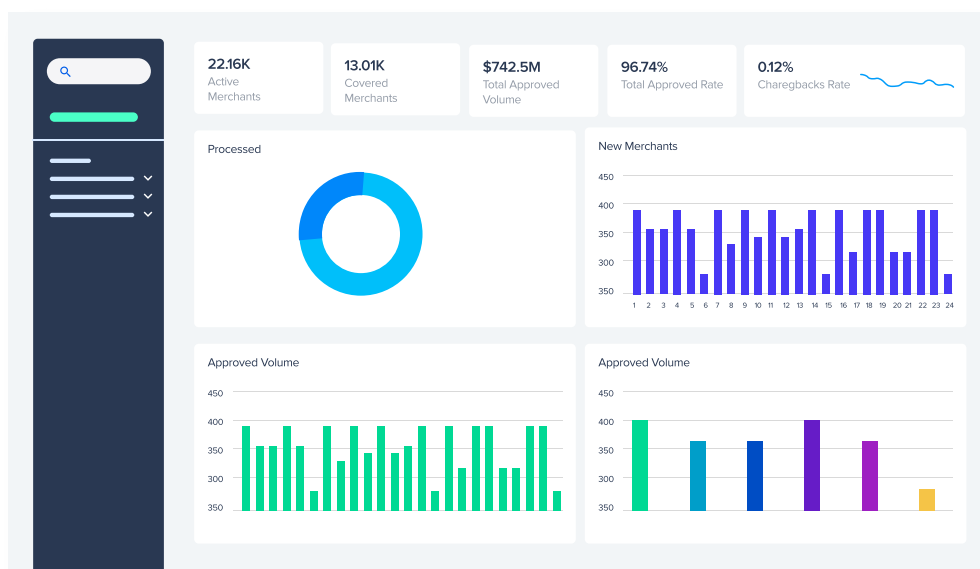 22.16K
Active
Merchants
13.01K
Covered
Merchants
$742.5M
Total Approved
Volume
96.74%
Total Approved Rate
0.12%
Charegbacks Rate
Processed
New Merchants
450
400
350
300
350
1 2 3 4 5 6 7 8 9 10 11 12 13 14 15 16 17 18 19 20 21 22 23 24
Approved Volume
450
400
350
300
350
Approved Volume
450
400
350
300
350